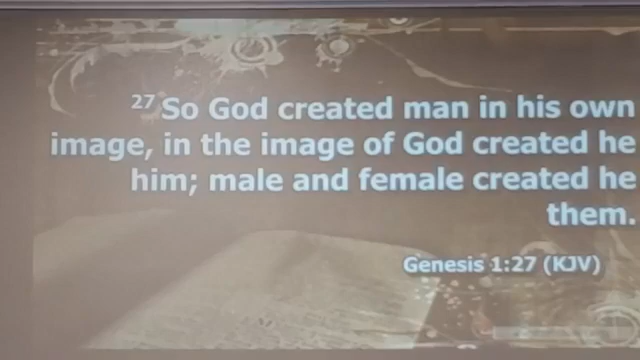 27 So God created man in his own
image, in the image of God created he
him; male and female created he
them.
Genesis 1:27 (KJV)